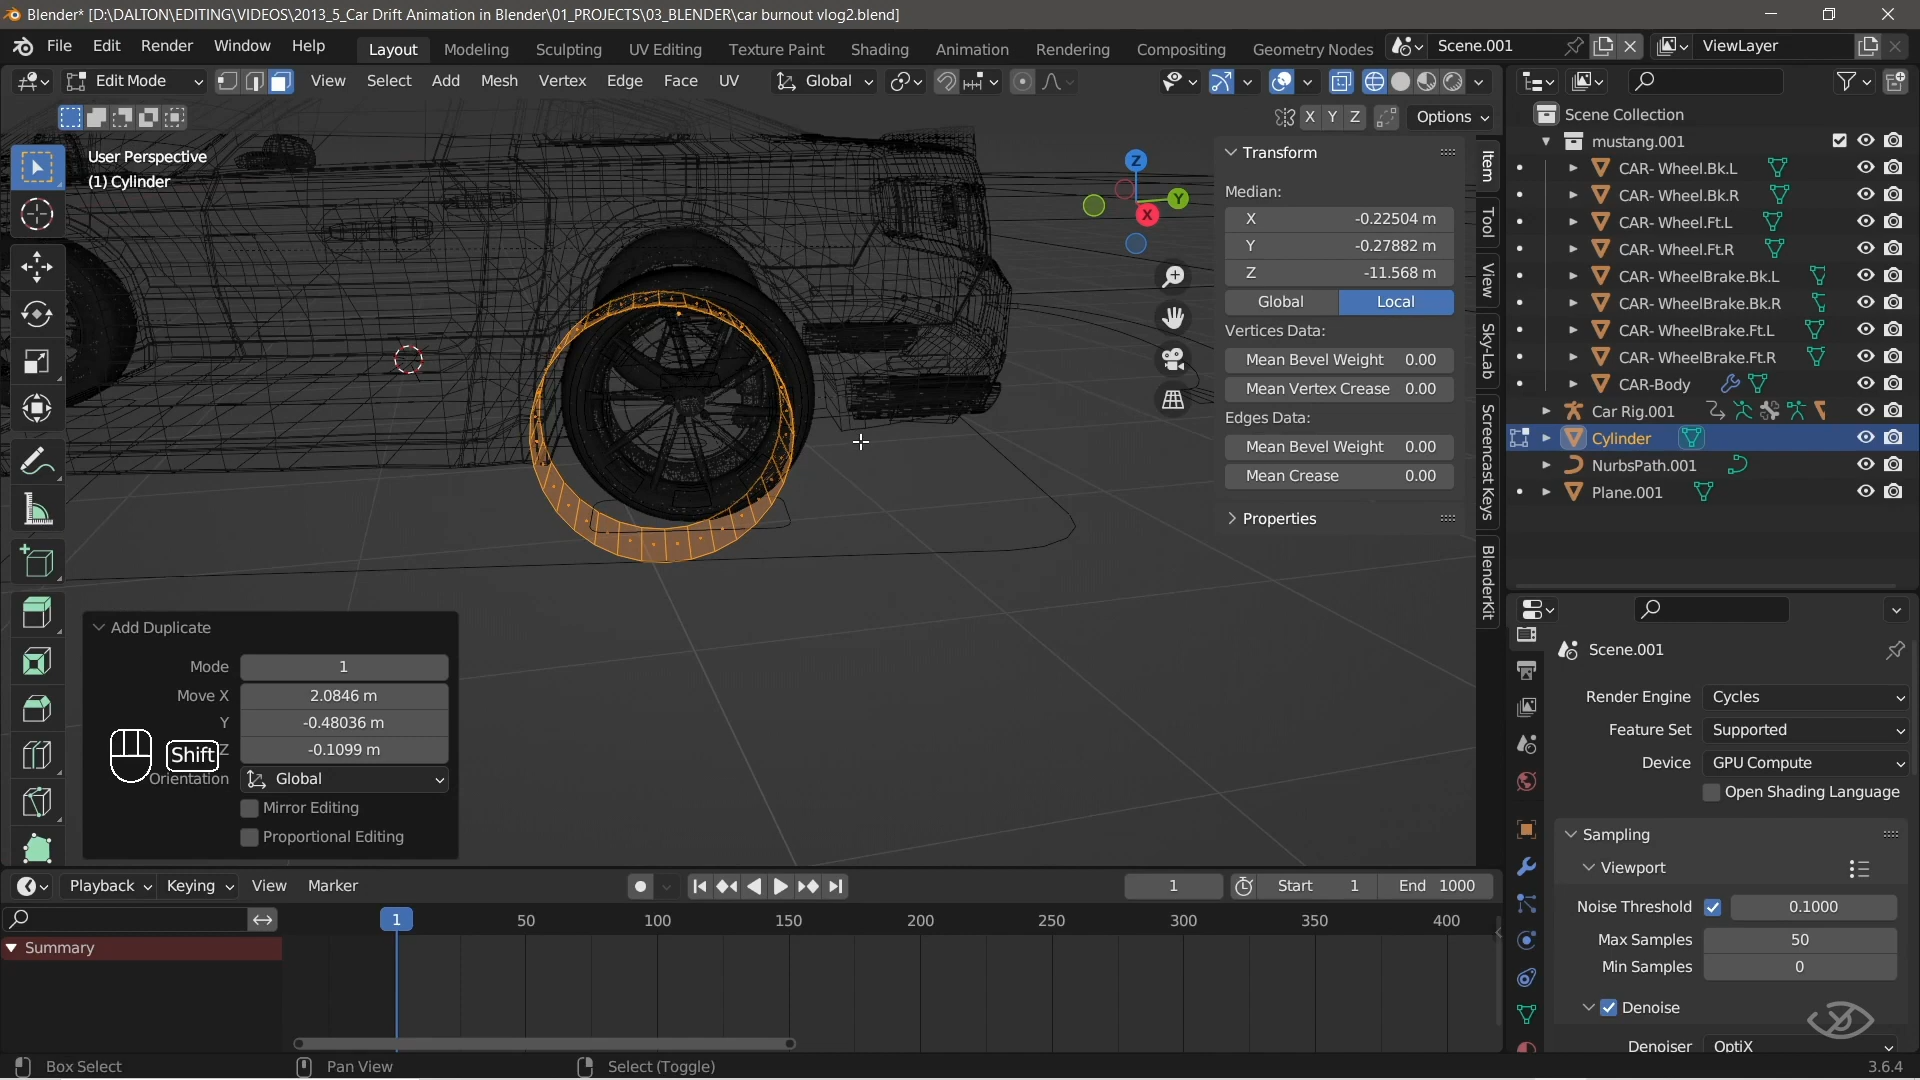 Blender* [D:\DALTON\EDITING\VIDEOS\2013_5_Car Drift Animation in Blender\01_PROJECTS\03_BLENDER\car burnout vlog2.blend]
File Edit Render Window Help Layout Modeling Sculpting UV Editing Texture Paint Shading Animation Rendering Compositing Geometry Nodes Scene.001 ViewLayer
Edit Mode View Select Add Mesh Vertex Edge Face UV Global
X Y Z Options
User Perspective
(1) Cylinder
Z
Y
X
Transform
Median:
X -0.22504 m
Y -0.27882 m
Z -11.568 m
Global Local
Vertices Data:
Mean Bevel Weight 0.00
Mean Vertex Crease 0.00
Edges Data:
Mean Bevel Weight 0.00
Mean Crease 0.00
Properties
Item
Tool
View
Sky-Lab
Screencast Keys
BlenderKit
Scene Collection
mustang.001
CAR- Wheel.Bk.L
CAR- Wheel.Bk.R
CAR- Wheel.Ft.L
CAR- Wheel.Ft.R
CAR- WheelBrake.Bk.L
CAR- WheelBrake.Bk.R
CAR- WheelBrake.Ft.L
CAR- WheelBrake.Ft.R
CAR-Body
Car Rig.001
Cylinder
NurbsPath.001
Plane.001
Add Duplicate
Mode 1
Move X 2.0846 m
Y -0.48036 m
Z -0.1099 m
Shift
Orientation Global
Mirror Editing
Proportional Editing
Scene.001
Render Engine Cycles
Feature Set Supported
Device GPU Compute
Open Shading Language
Sampling
Viewport
Noise Threshold 0.1000
Max Samples 50
Min Samples 0
Denoise
Denoiser OptiX
Playback Keying View Marker 1 Start 1 End 1000
1 50 100 150 200 250 300 350 400
Summary
Box Select Pan View Select (Toggle) 3.6.4